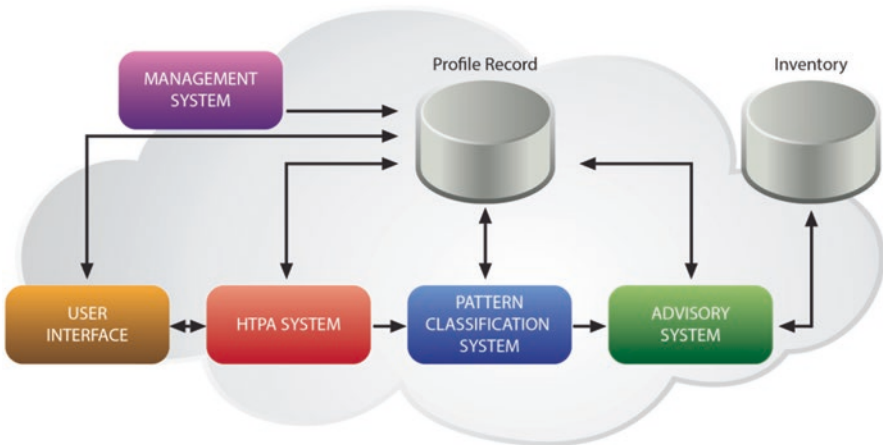 Profile Record
Inventory
MANAGEMENT
SYSTEM
USER
INTERFACE
HTPA SYSTEM
PATTERN
CLASSIFICATION
SYSTEM
ADVISORY
SYSTEM